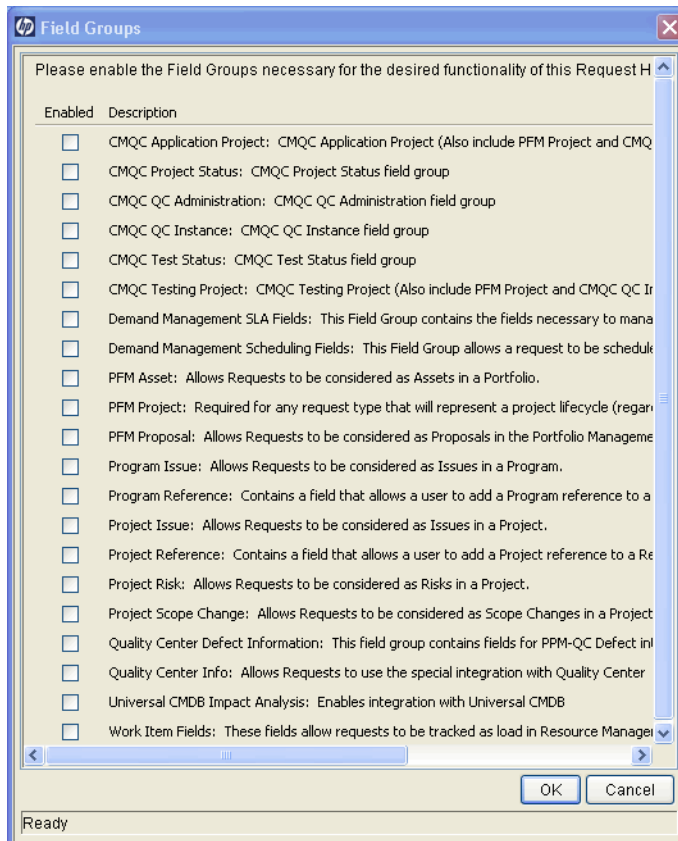 hp Field Groups
Please enable the Field Groups necessary for the desired functionality of this Request H
Enabled Description
CMQC Application Project: CMQC Application Project (Also include PFM Project and CMQ
CMQC Project Status: CMQC Project Status field group
CMQC QC Administration: CMQC QC Administration field group
CMQC QC Instance: CMQC QC Instance field group
CMQC Test Status: CMQC Test Status field group
CMQC Testing Project: CMQC Testing Project (Also include PFM Project and CMQC QC Ir
Demand Management SLA Fields: This Field Group contains the fields necessary to mana
Demand Management Scheduling Fields: This Field Group allows a request to be schedule
PFM Asset: Allows Requests to be considered as Assets in a Portfolio.
PFM Project: Required for any request type that will represent a project lifecycle (regar
PFM Proposal: Allows Requests to be considered as Proposals in the Portfolio Manageme
Program Issue: Allows Requests to be considered as Issues in a Program.
Program Reference: Contains a field that allows a user to add a Program reference to a
Project Issue: Allows Requests to be considered as Issues in a Project.
Project Reference: Contains a field that allows a user to add a Project reference to a Re
Project Risk: Allows Requests to be considered as Risks in a Project.
Project Scope Change: Allows Requests to be considered as Scope Changes in a Project
Quality Center Defect Information: This field group contains fields for PPM-QC Defect int
Quality Center Info: Allows Requests to use the special integration with Quality Center
Universal CMDB Impact Analysis: Enables integration with Universal CMDB
Work Item Fields: These fields allow requests to be tracked as load in Resource Manager
OK Cancel
Ready